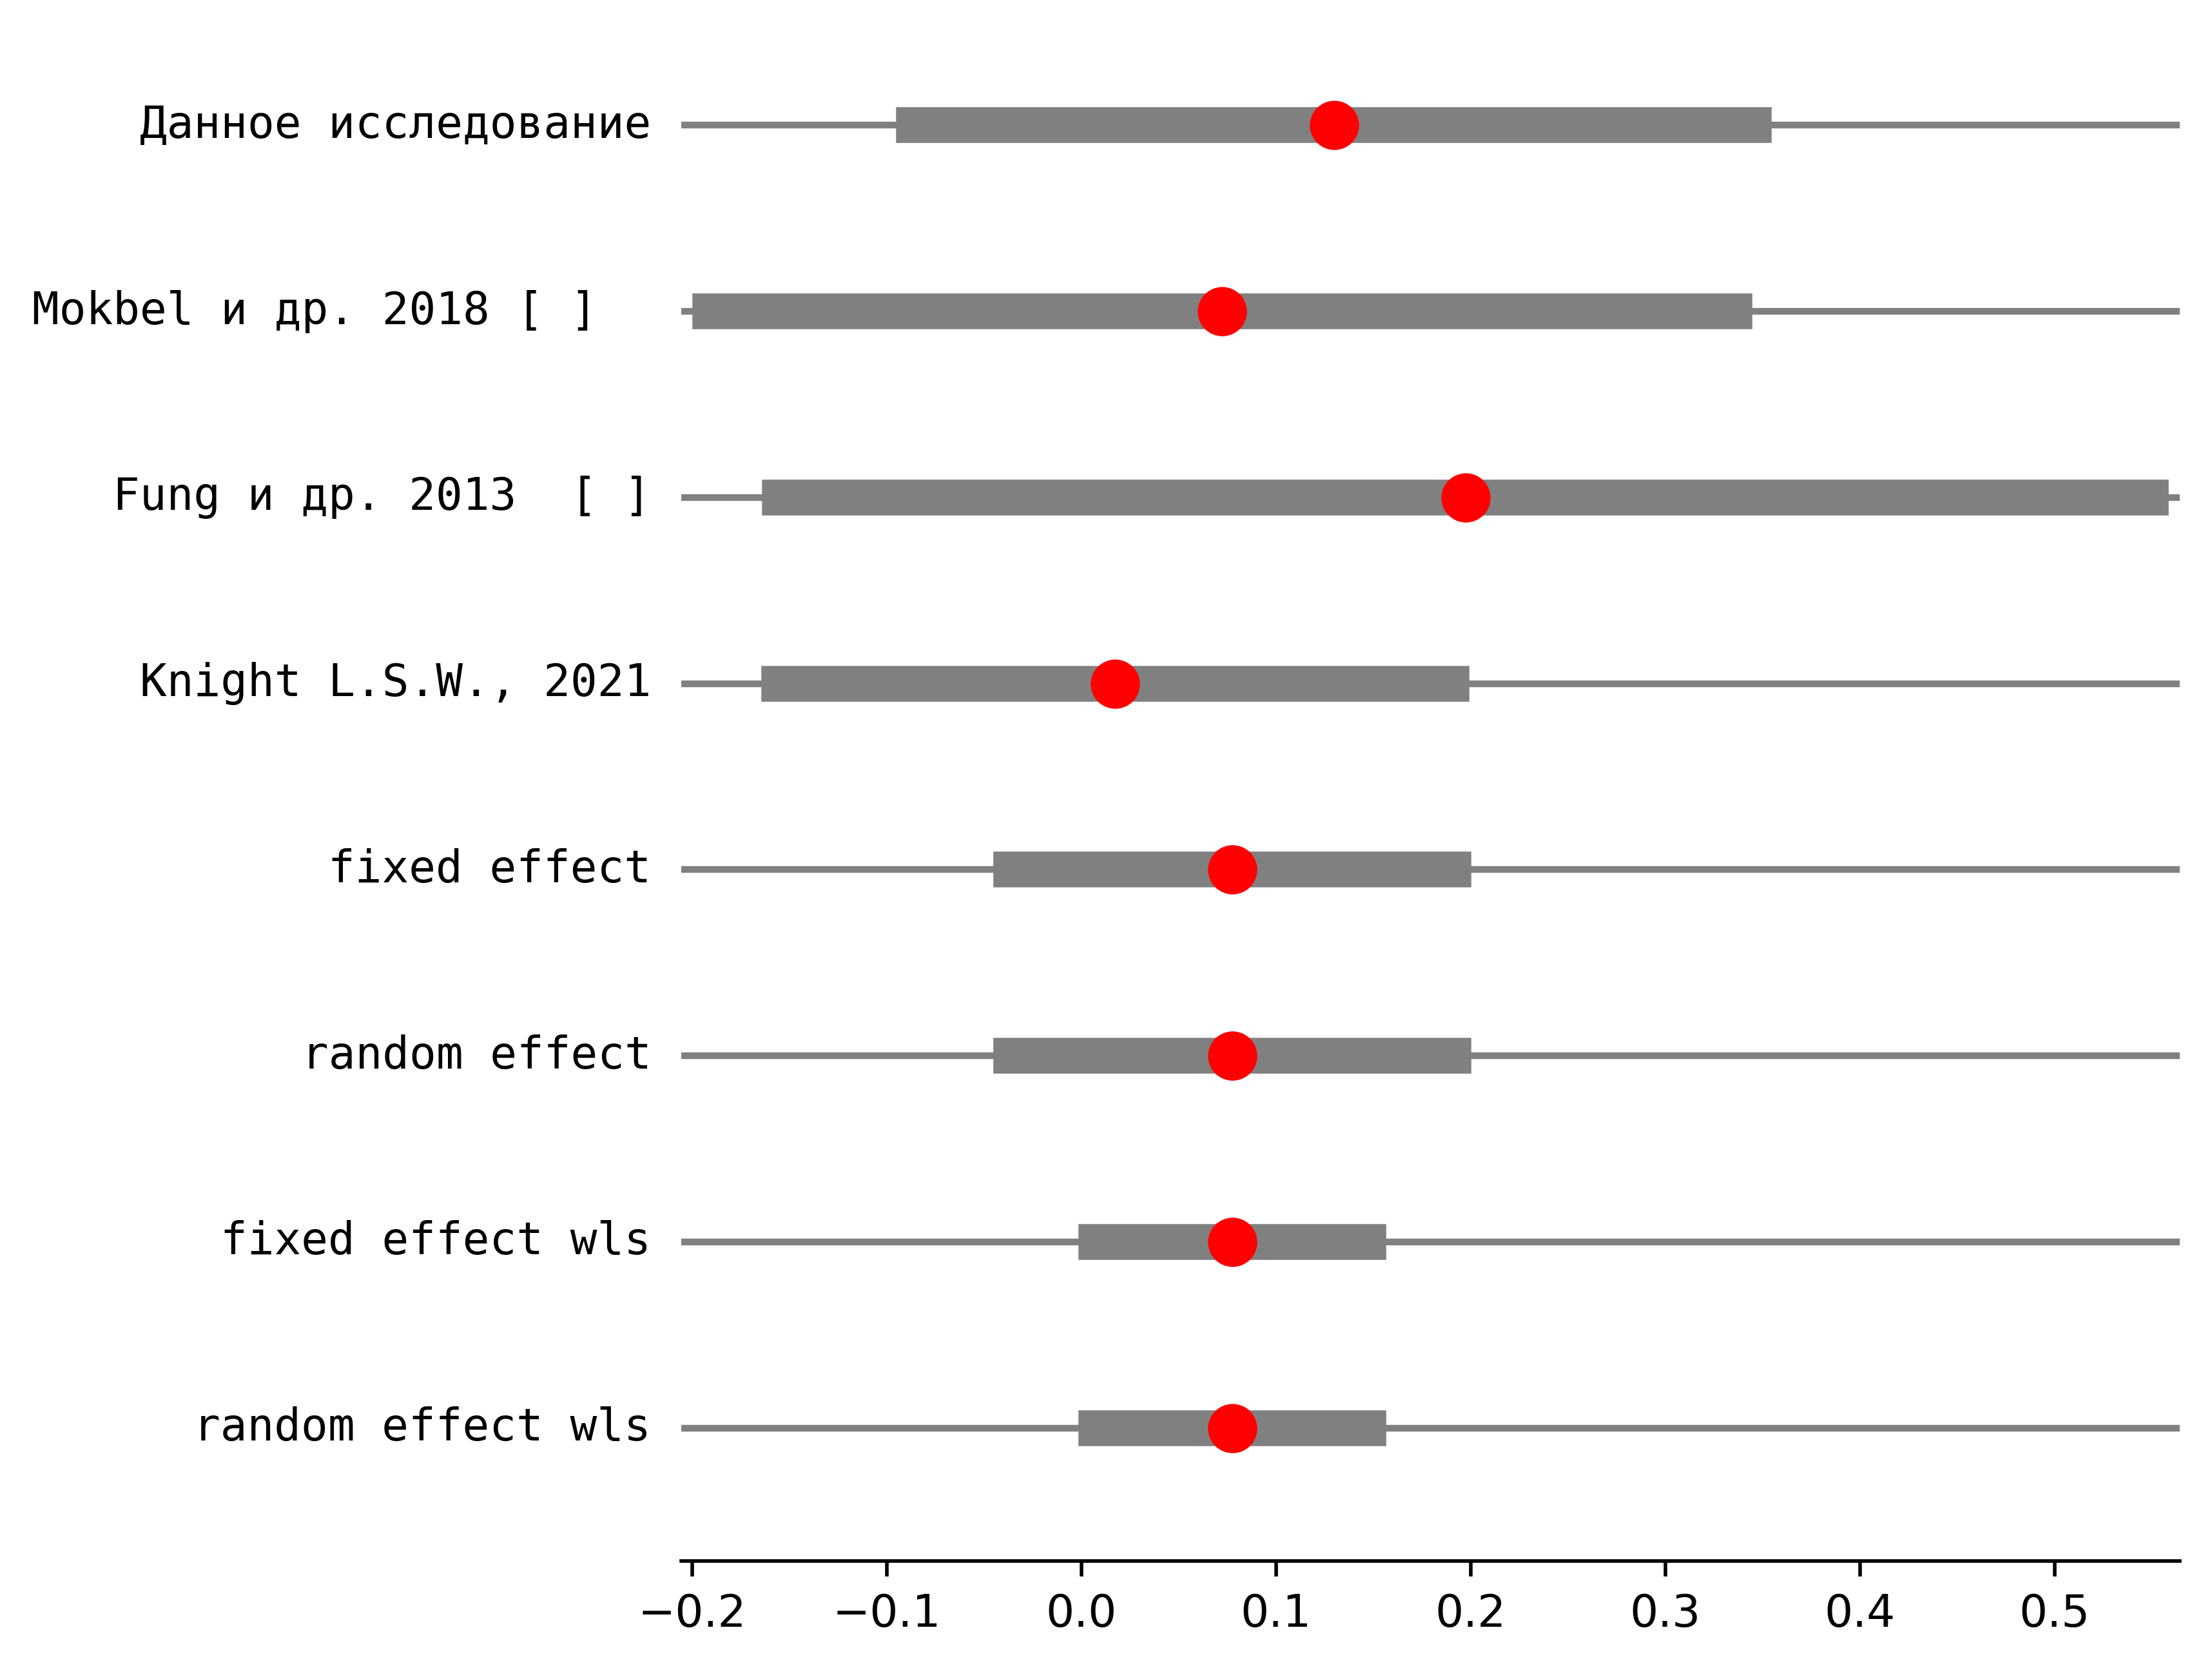 Данное исследование
Mokbel и др. 2018 [ ]
Fung и др. 2013  [ ]
Knight L.S.W., 2021
fixed effect
random effect
fixed effect wls
random effect wls
−0.2 −0.1 0.0 0.1 0.2 0.3 0.4 0.5